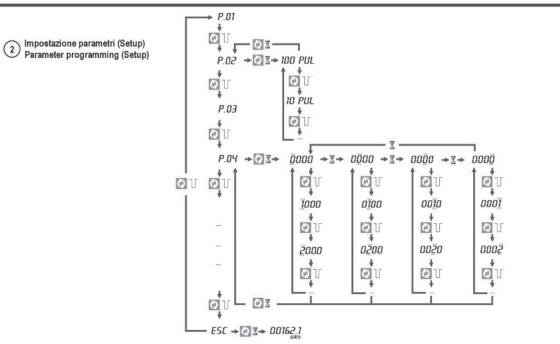 2 Impostazione parametri (Setup)
Parameter programming (Setup)
P.01
P.02 100 PUL
10 PUL
...
P.03
P.04 0000 0000 0000 0000
1000 0100 0010 0001
2000 0200 0020 0002
... ... ... ...
...
...
...
ESC 00162.1
kWh